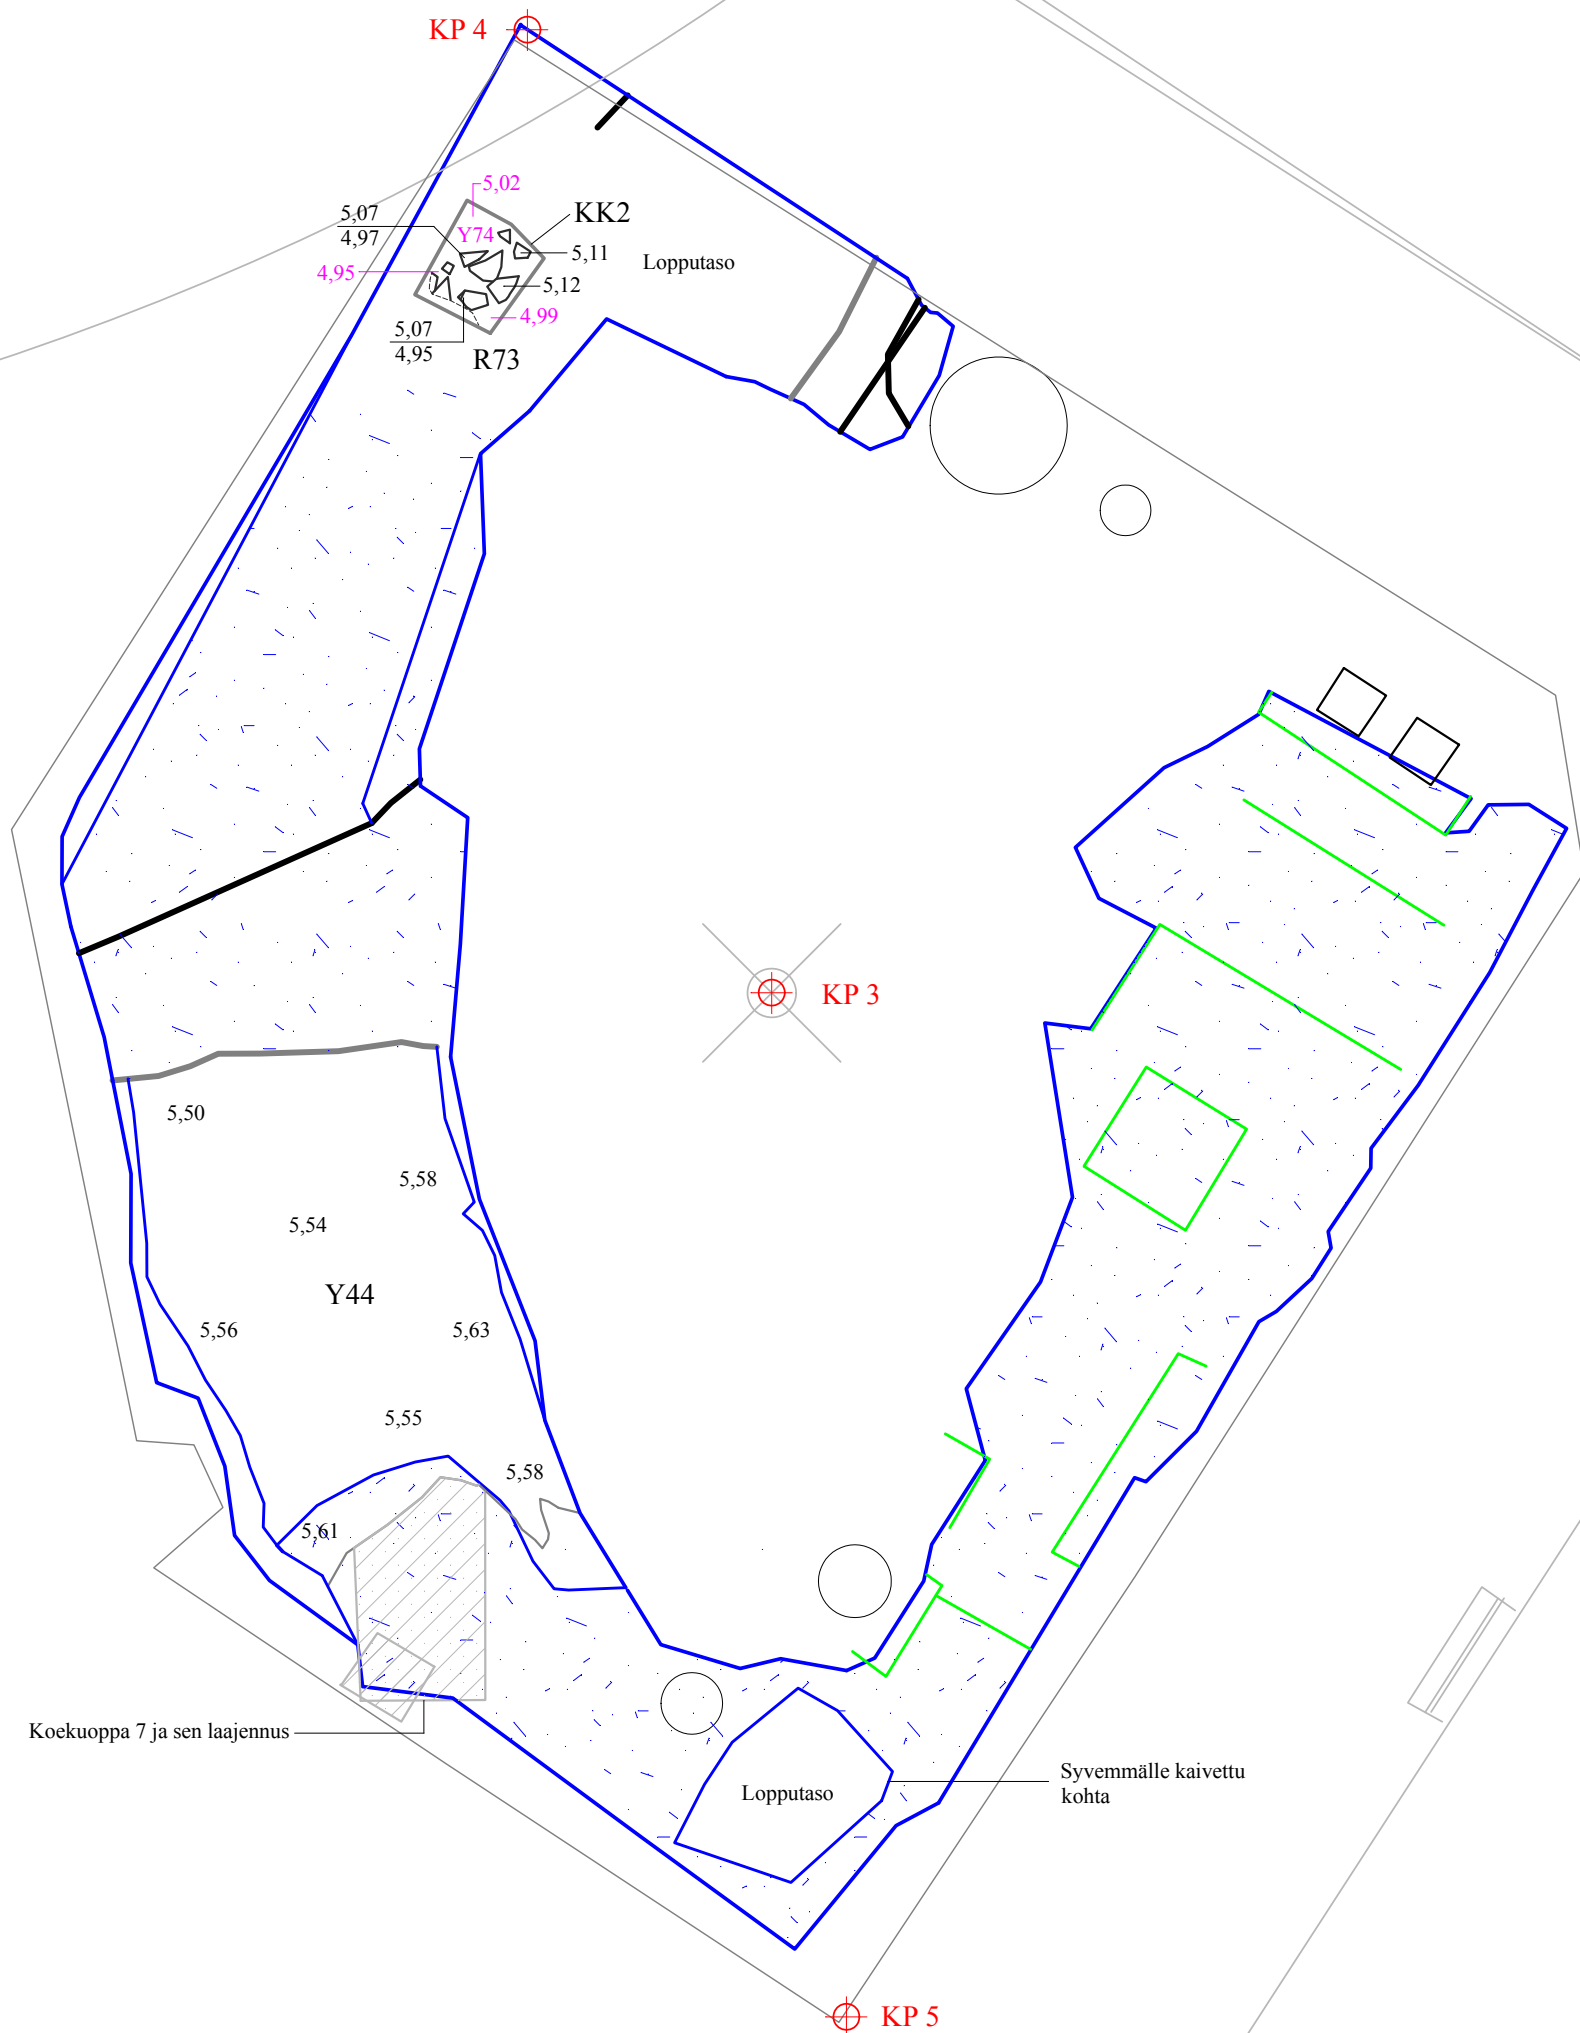 KP 4
5,02
5,07
4,97
KK2
Y74
5,11
Lopputaso
4,95
5,12
4,99
5,07
4,95
R73
KP 3
5,50
5,58
5,54
Y44
5,56
5,63
5,55
5,58
5,61
Koekuoppa 7 ja sen laajennus
Syvemmälle kaivettu
kohta
Lopputaso
KP 5